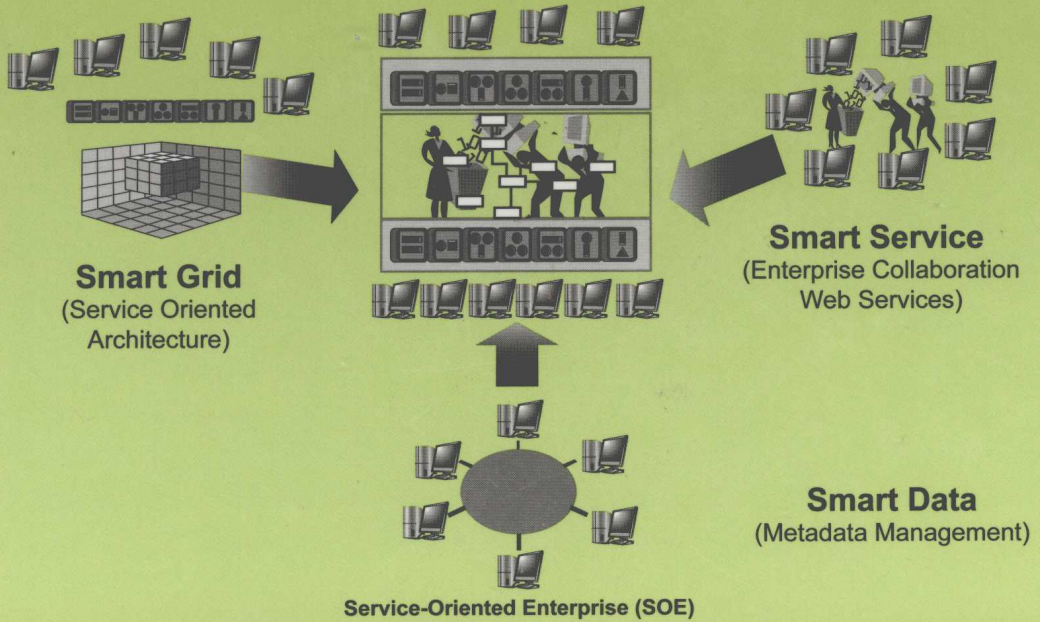 Smart Grid
(Service Oriented
Architecture)
Smart Service
(Enterprise Collaboration
Web Services)
Smart Data
(Metadata Management)
Service-Oriented Enterprise (SOE)